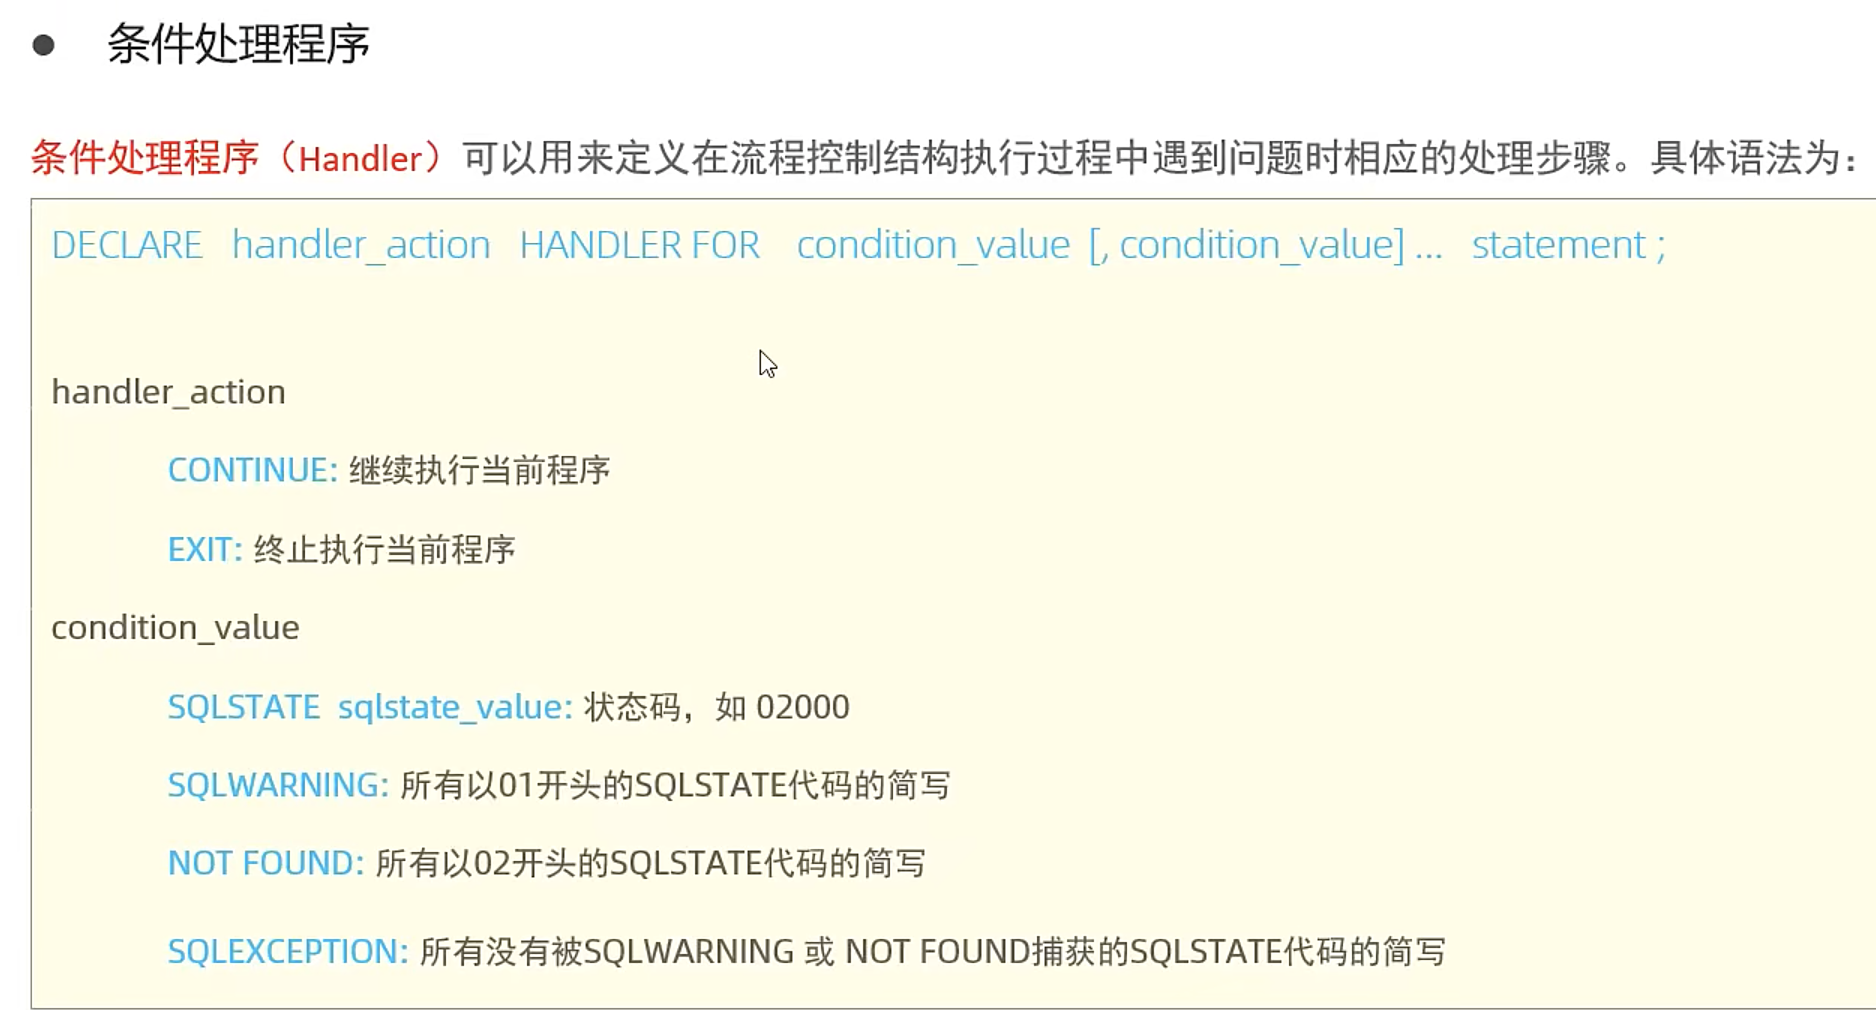 ● 条件处理程序
条件处理程序（Handler）可以用来定义在流程控制结构执行过程中遇到问题时相应的处理步骤。具体语法为：
DECLARE handler_action HANDLER FOR condition_value [, condition_value] ... statement ;
handler_action
CONTINUE: 继续执行当前程序
EXIT: 终止执行当前程序
condition_value
SQLSTATE sqlstate_value: 状态码，如 02000
SQLWARNING: 所有以01开头的SQLSTATE代码的简写
NOT FOUND: 所有以02开头的SQLSTATE代码的简写
SQLEXCEPTION: 所有没有被SQLWARNING 或 NOT FOUND捕获的SQLSTATE代码的简写